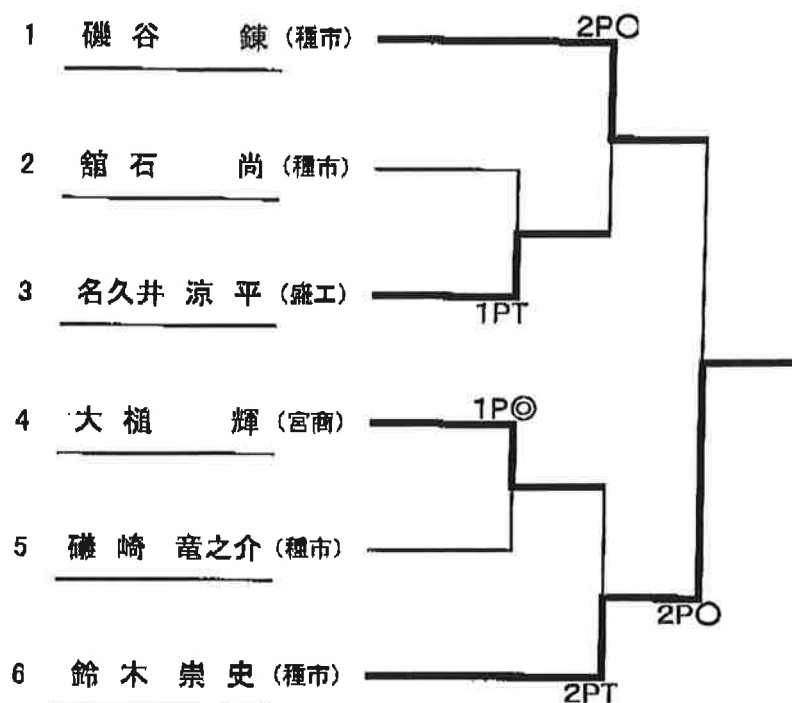 2P○
1 磯谷 錬 (種市)
2 舘石 尚 (種市)
3 名久井 涼平 (盛工)
1PT
1P◎
4 大槌 輝 (宮商)
5 磯崎 竜之介 (種市)
2P○
6 鈴木 崇史 (種市)
2PT